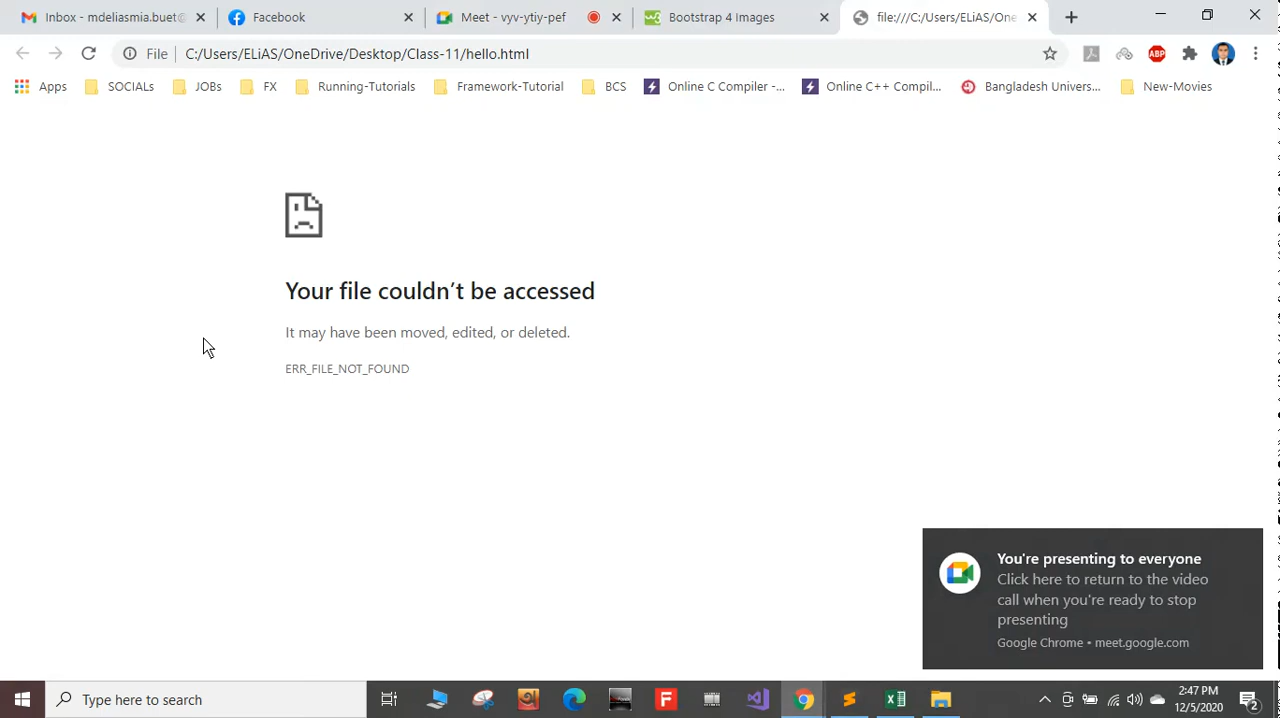 Inbox - mdeliasmia.buet@
Facebook
Meet - vyv-ytiy-pef
Bootstrap 4 Images
file:///C:/Users/ELiAS/One
File C:/Users/ELiAS/OneDrive/Desktop/Class-11/hello.html
ABP
Apps SOCIALs JOBs FX Running-Tutorials Framework-Tutorial BCS Online C Compiler -... Online C++ Compil... Bangladesh Univers... New-Movies
Your file couldn't be accessed
It may have been moved, edited, or deleted.
ERR_FILE_NOT_FOUND
You're presenting to everyone
Click here to return to the video
call when you're ready to stop
presenting
Google Chrome • meet.google.com
Type here to search
F
2:47 PM
12/5/2020
2